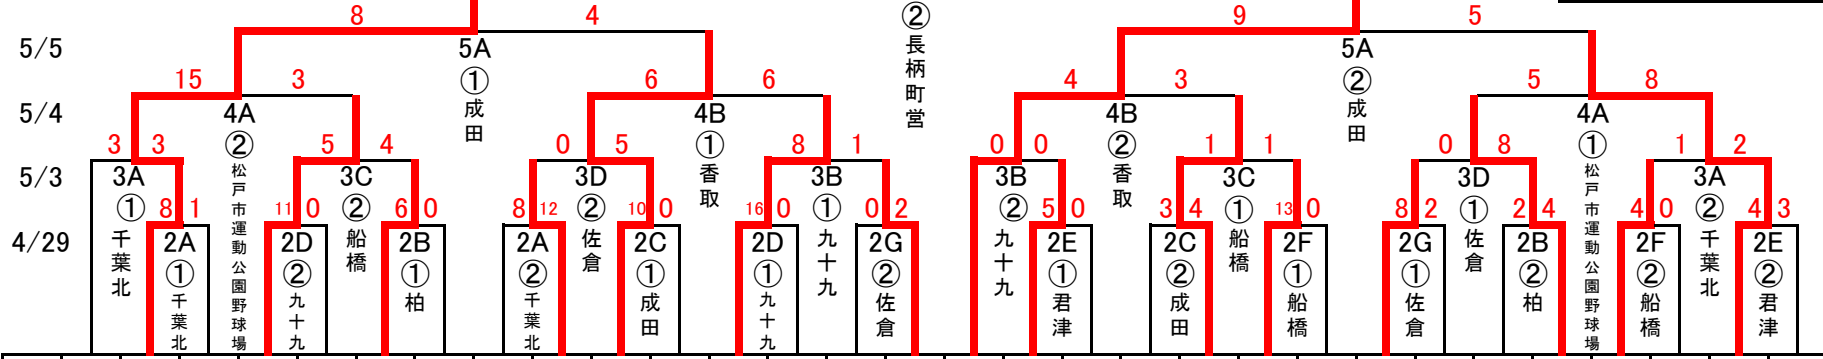 8 4 ② 9 5
5/5 5A 長柄町営 5A
① ②
15 3 成田 6 6 4 3 成田 5 8
5/4 4A 4B 4B 4A
② ① ② ①
松戸市運動公園野球場 香取 香取 松戸市運動公園野球場
3 3 5 4 0 5 8 1 0 0 1 1 0 8 1 2
5/3 3A 3C 3D 3B 3B 3C 3D 3A
① ② ② ① ② ① ① ②
千葉北 船橋 佐倉 九十九 九十九 船橋 佐倉 千葉北
8 1 11 0 6 0 8 12 10 0 16 0 0 2 5 0 3 4 13 0 8 2 2 4 4 0 4 3
4/29 2A 2D 2B 2A 2C 2D 2G 2E 2C 2F 2G 2B 2F 2E
① ② ① ② ① ① ② ① ② ① ① ② ② ②
千葉北 九十九 柏 千葉北 成田 九十九 佐倉 君津 成田 船橋 佐倉 柏 船橋 君津